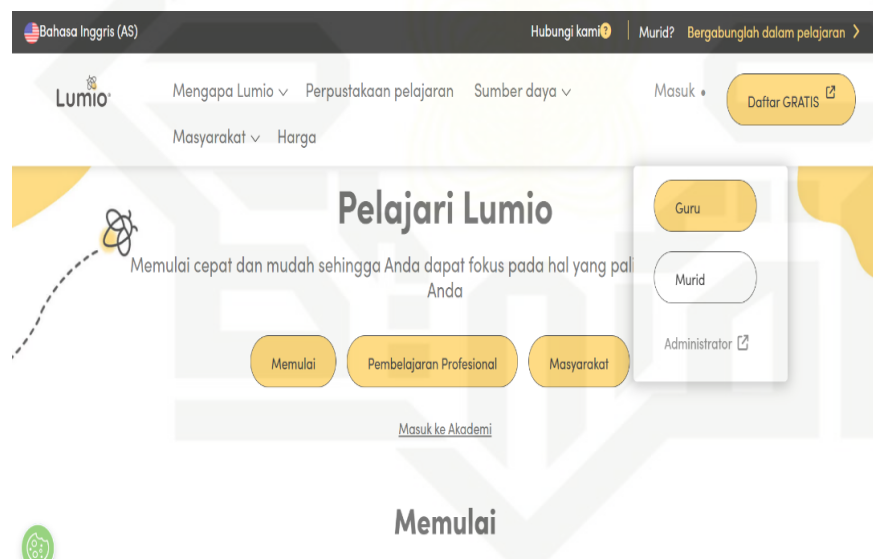 Bahasa Inggris (AS) Hubungi kami? Murid? Bergabunglah dalam pelajaran
Lumio
Mengapa Lumio Perpustakaan pelajaran Sumber daya Masuk Daftar GRATIS
Masyarakat Harga
Pelajari Lumio
Guru
Memulai cepat dan mudah sehingga Anda dapat fokus pada hal yang pali
Anda
Murid
Administrator
Memulai Pembelajaran Profesional Masyarakat
Masuk ke Akademi
Memulai